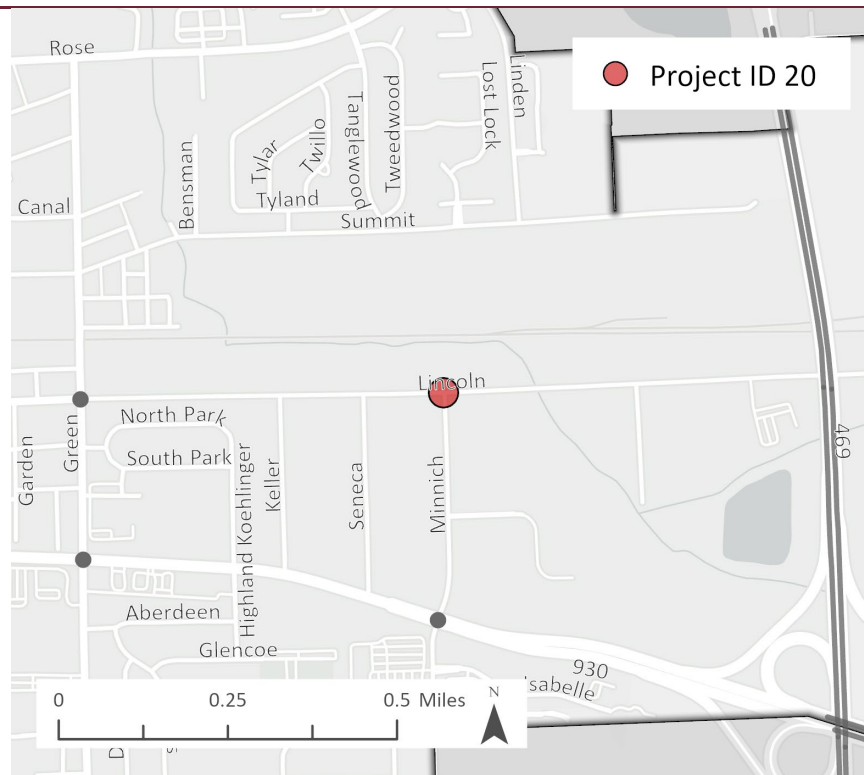 Rose
Project ID 20
Linden
Lost Lock
Tweedwood
Tanglewood
Twillo
Tylar
Tyland
Bensman
Canal
Summit
Lincoln
North Park
South Park
Garden
Green
Highland Koehlinger
Keller
Seneca
Minnich
469
Aberdeen
Glencoe
930
Isabelle
0
0.25
0.5 Miles
N